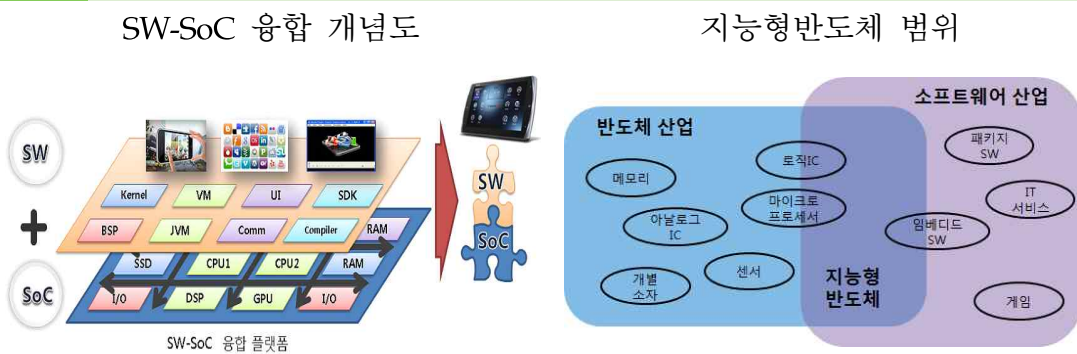 SW-SoC 융합 개념도
지능형반도체 범위
SW
+
SoC
Kernel
VM
UI
SDK
BSP
JVM
Comm
Compiler
RAM
SSD
CPU1
CPU2
RAM
I/O
DSP
GPU
I/O
SW-SoC 융합 플랫폼
SW
SoC
반도체 산업
소프트웨어 산업
메모리
로직IC
아날로그
IC
마이크로
프로세서
개별
소자
센서
지능형
반도체
패키지
SW
IT
서비스
임베디드
SW
게임